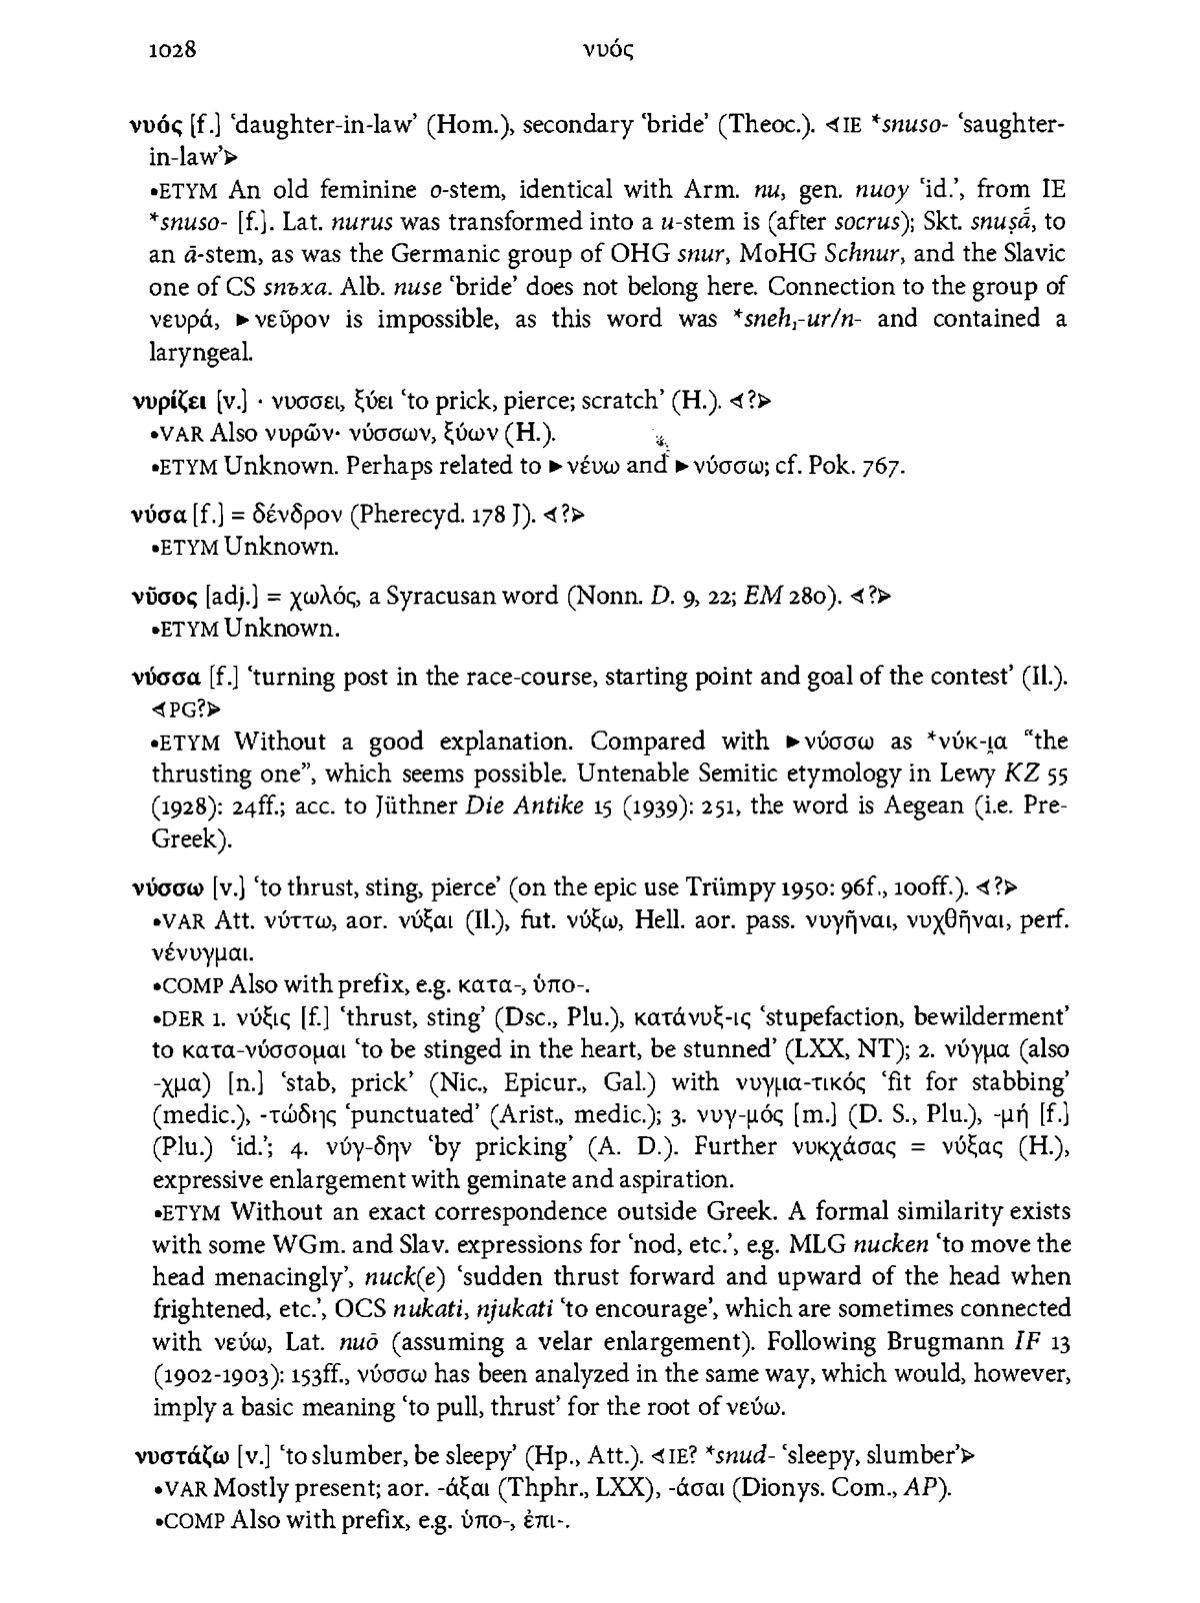 1028 νυός
νυός [f.] ‘daughter-in-law’ (Hom.), secondary ‘bride’ (Theoc.). ⊲IE *snuso- ‘saughter-
in-law’⊳
•ETYM An old feminine o-stem, identical with Arm. nu, gen. nuoy ‘id.’, from IE
*snuso- [f.]. Lat. nurus was transformed into a u-stem is (after socrus); Skt. snuṣā́, to
an ā-stem, as was the Germanic group of OHG snur, MoHG Schnur, and the Slavic
one of CS snъxa. Alb. nuse ‘bride’ does not belong here. Connection to the group of
νευρά, ►νεῦρον is impossible, as this word was *sneh₁-ur/n- and contained a
laryngeal.
νυρίζει [v.] · νυσσει, ξύει ‘to prick, pierce; scratch’ (H.). ⊲?⊳
•VAR Also νυρῶν· νύσσων, ξύων (H.).
•ETYM Unknown. Perhaps related to ►νέυω and ►νύσσω; cf. Pok. 767.
νύσα [f.] = δένδρον (Pherecyd. 178 J). ⊲?⊳
•ETYM Unknown.
νῦσος [adj.] = χωλός, a Syracusan word (Nonn. D. 9, 22; EM 280). ⊲?⊳
•ETYM Unknown.
νύσσα [f.] ‘turning post in the race-course, starting point and goal of the contest’ (Il.).
⊲PG?⊳
•ETYM Without a good explanation. Compared with ►νύσσω as *νύκ-ι̯α “the
thrusting one”, which seems possible. Untenable Semitic etymology in Lewy KZ 55
(1928): 24ff.; acc. to Jüthner Die Antike 15 (1939): 251, the word is Aegean (i.e. Pre-
Greek).
νύσσω [v.] ‘to thrust, sting, pierce’ (on the epic use Trümpy 1950: 96f., 100ff.). ⊲?⊳
•VAR Att. νύττω, aor. νύξαι (Il.), fut. νύξω, Hell. aor. pass. νυγῆναι, νυχθῆναι, perf.
νένυγμαι.
•COMP Also with prefix, e.g. κατα-, ὑπο-.
•DER 1. νύξις [f.] ‘thrust, sting’ (Dsc., Plu.), κατάνυξ-ις ‘stupefaction, bewilderment’
to κατα-νύσσομαι ‘to be stinged in the heart, be stunned’ (LXX, NT); 2. νύγμα (also
-χμα) [n.] ‘stab, prick’ (Nic., Epicur., Gal.) with νυγμα-τικός ‘fit for stabbing’
(medic.), -τώδης ‘punctuated’ (Arist., medic.); 3. νυγ-μός [m.] (D. S., Plu.), -μή [f.]
(Plu.) ‘id.’; 4. νύγ-δην ‘by pricking’ (A. D.). Further νυκχάσας = νύξας (H.),
expressive enlargement with geminate and aspiration.
•ETYM Without an exact correspondence outside Greek. A formal similarity exists
with some WGm. and Slav. expressions for ‘nod, etc.’, e.g. MLG nucken ‘to move the
head menacingly’, nuck(e) ‘sudden thrust forward and upward of the head when
frightened, etc.’, OCS nukati, njukati ‘to encourage’, which are sometimes connected
with νεύω, Lat. nuō (assuming a velar enlargement). Following Brugmann IF 13
(1902-1903): 153ff., νύσσω has been analyzed in the same way, which would, however,
imply a basic meaning ‘to pull, thrust’ for the root of νεύω.
νυστάζω [v.] ‘to slumber, be sleepy’ (Hp., Att.). ⊲IE? *snud- ‘sleepy, slumber’⊳
•VAR Mostly present; aor. -άξαι (Thphr., LXX), -άσαι (Dionys. Com., AP).
•COMP Also with prefix, e.g. ὑπο-, ἐπι-.